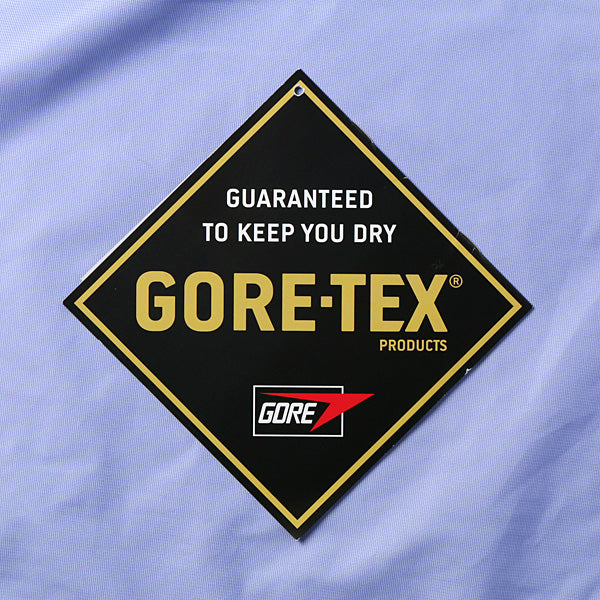 GUARANTEED
TO KEEP YOU DRY
GORE-TEX®
PRODUCTS
GORE